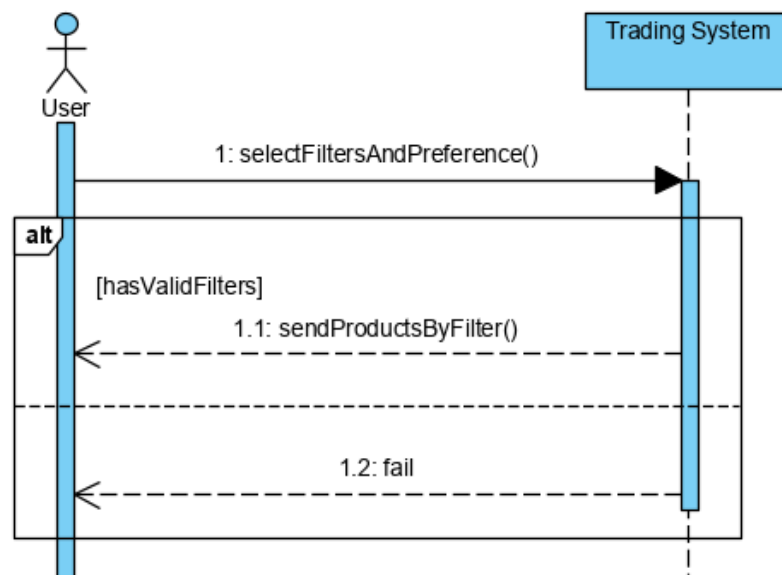 Trading System
User
1: selectFiltersAndPreference()
alt
[hasValidFilters]
1.1: sendProductsByFilter()
1.2: fail